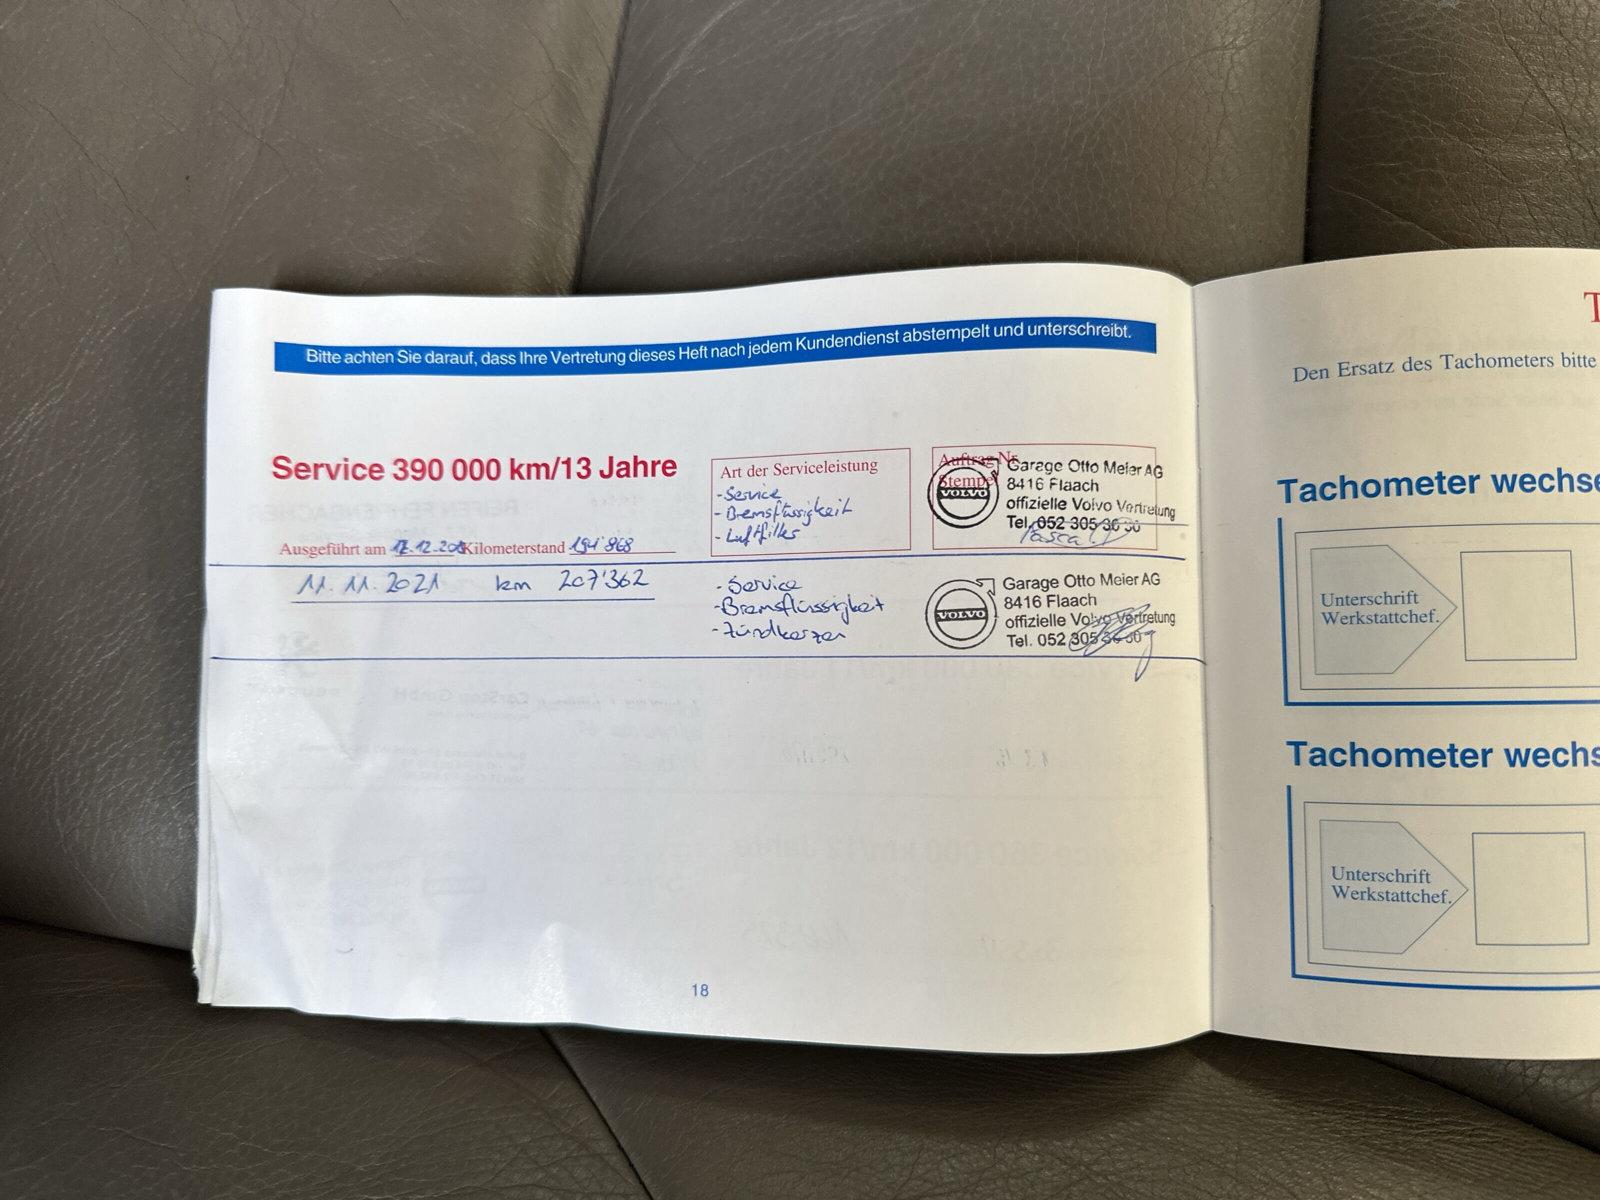 Bitte achten Sie darauf, dass Ihre Vertretung dieses Heft nach jedem Kundendienst abstempelt und unterschreibt.
Service 390 000 km/13 Jahre
Ausgeführt am Kilometerstand 191'868
Art der Serviceleistung
-Service
-Bremsflüssigkeit
-Luftfilter
Auftrag Nr.
Stempel
VOLVO
Garage Otto Meier AG
8416 Flaach
offizielle Volvo Vertretung
Tel. 052 305 30 30
11.11.2021 km 207'362
-Service
-Bremsflüssigkeit
-Zündkerzen
VOLVO
Garage Otto Meier AG
8416 Flaach
offizielle Volvo Vertretung
Tel. 052 305 30 30
18
T
Den Ersatz des Tachometers bitte
Tachometer wechse
Unterschrift
Werkstattchef.
Tachometer wechs
Unterschrift
Werkstattchef.